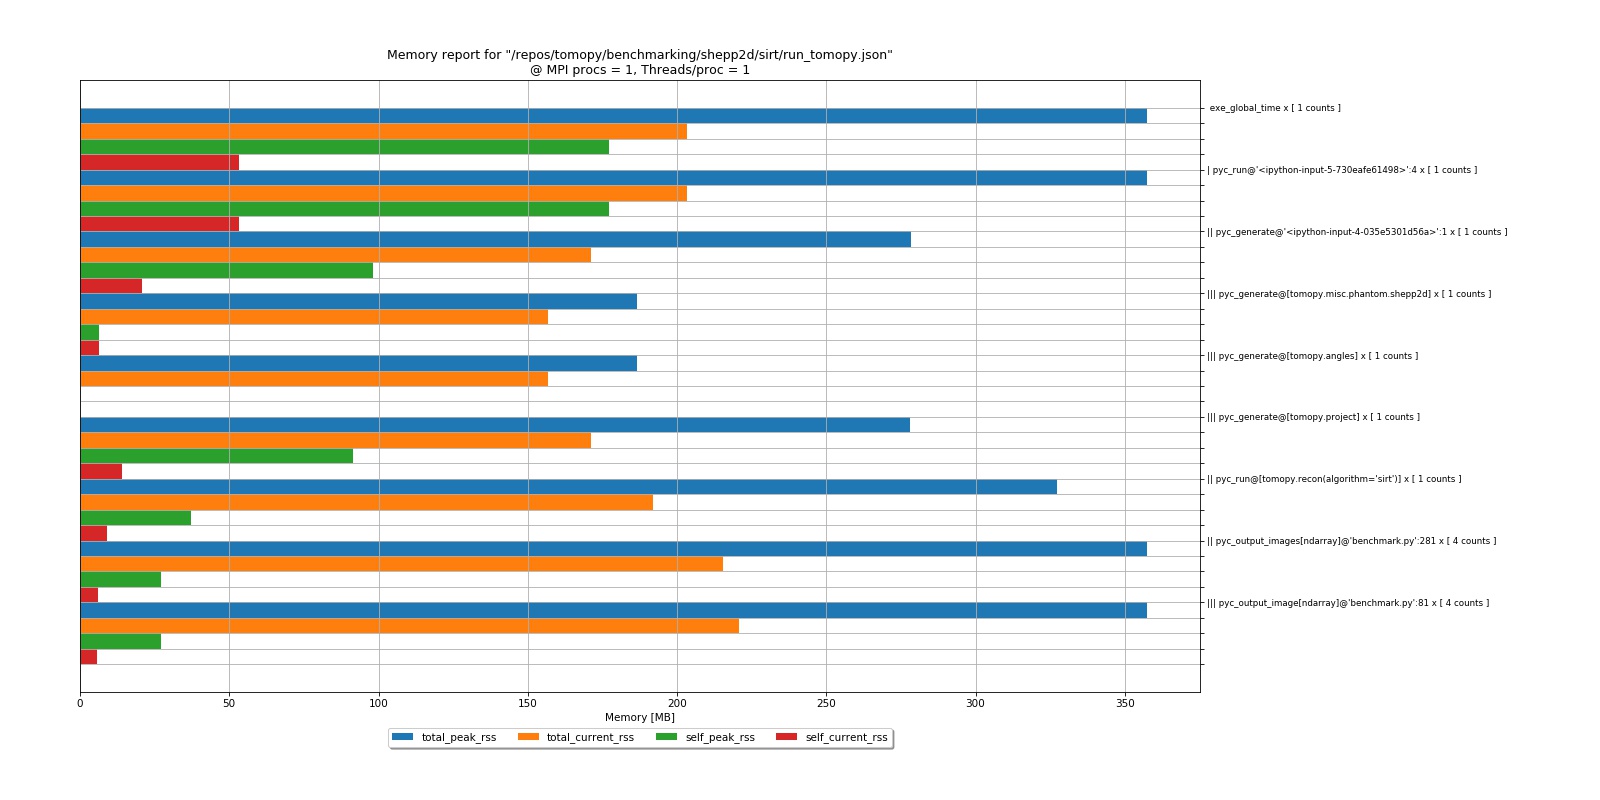 Memory report for "/repos/tomopy/benchmarking/shepp2d/sirt/run_tomopy.json"
@ MPI procs = 1, Threads/proc = 1
exe_global_time x [ 1 counts ]
| pyc_run@'<ipython-input-5-730eafe61498>':4 x [ 1 counts ]
|| pyc_generate@'<ipython-input-4-035e5301d56a>':1 x [ 1 counts ]
||| pyc_generate@[tomopy.misc.phantom.shepp2d] x [ 1 counts ]
||| pyc_generate@[tomopy.angles] x [ 1 counts ]
||| pyc_generate@[tomopy.project] x [ 1 counts ]
|| pyc_run@[tomopy.recon(algorithm='sirt')] x [ 1 counts ]
|| pyc_output_images[ndarray]@'benchmark.py':281 x [ 4 counts ]
||| pyc_output_image[ndarray]@'benchmark.py':81 x [ 4 counts ]
0 50 100 150 200 250 300 350
Memory [MB]
total_peak_rss total_current_rss self_peak_rss self_current_rss